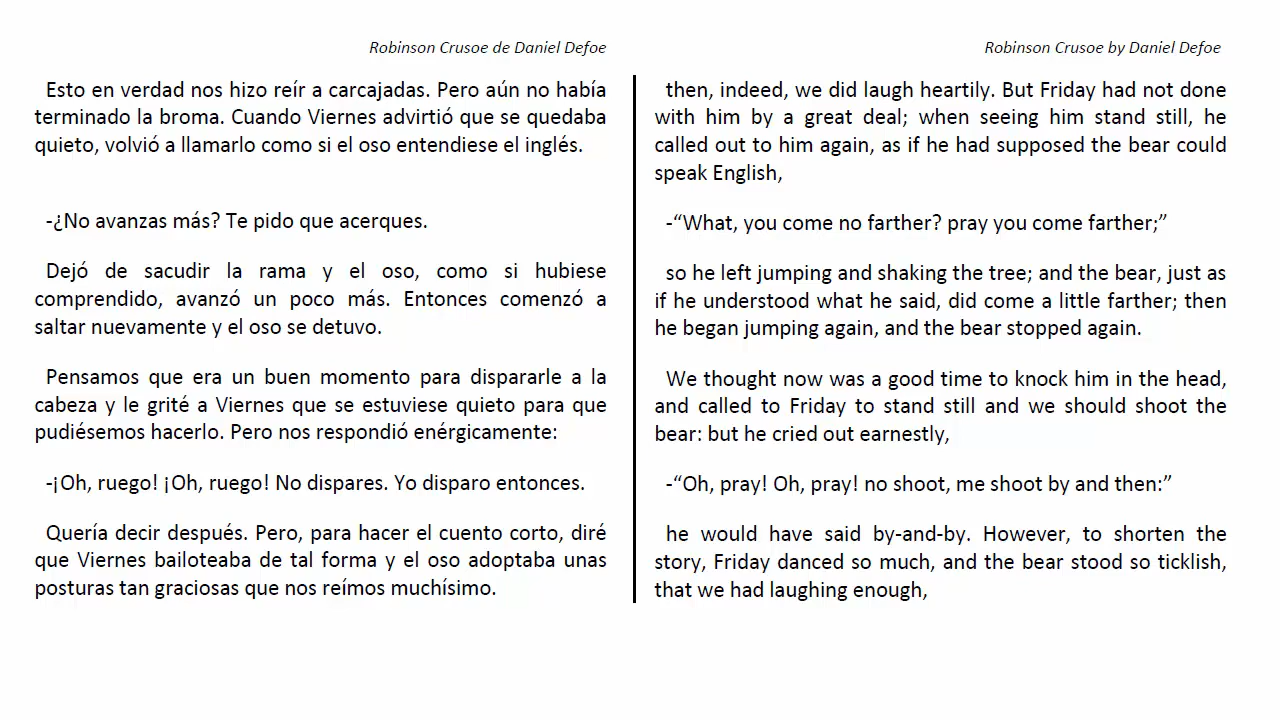 Robinson Crusoe de Daniel Defoe
Esto en verdad nos hizo reír a carcajadas. Pero aún no había
terminado la broma. Cuando Viernes advirtió que se quedaba
quieto, volvió a llamarlo como si el oso entendiese el inglés.
-¿No avanzas más? Te pido que acerques.
Dejó de sacudir la rama y el oso, como si hubiese
comprendido, avanzó un poco más. Entonces comenzó a
saltar nuevamente y el oso se detuvo.
Pensamos que era un buen momento para dispararle a la
cabeza y le grité a Viernes que se estuviese quieto para que
pudiésemos hacerlo. Pero nos respondió enérgicamente:
-¡Oh, ruego! ¡Oh, ruego! No dispares. Yo disparo entonces.
Quería decir después. Pero, para hacer el cuento corto, diré
que Viernes bailoteaba de tal forma y el oso adoptaba unas
posturas tan graciosas que nos reímos muchísimo.
Robinson Crusoe by Daniel Defoe
then, indeed, we did laugh heartily. But Friday had not done
with him by a great deal; when seeing him stand still, he
called out to him again, as if he had supposed the bear could
speak English,
-“What, you come no farther? pray you come farther;”
so he left jumping and shaking the tree; and the bear, just as
if he understood what he said, did come a little farther; then
he began jumping again, and the bear stopped again.
We thought now was a good time to knock him in the head,
and called to Friday to stand still and we should shoot the
bear: but he cried out earnestly,
-“Oh, pray! Oh, pray! no shoot, me shoot by and then:”
he would have said by-and-by. However, to shorten the
story, Friday danced so much, and the bear stood so ticklish,
that we had laughing enough,